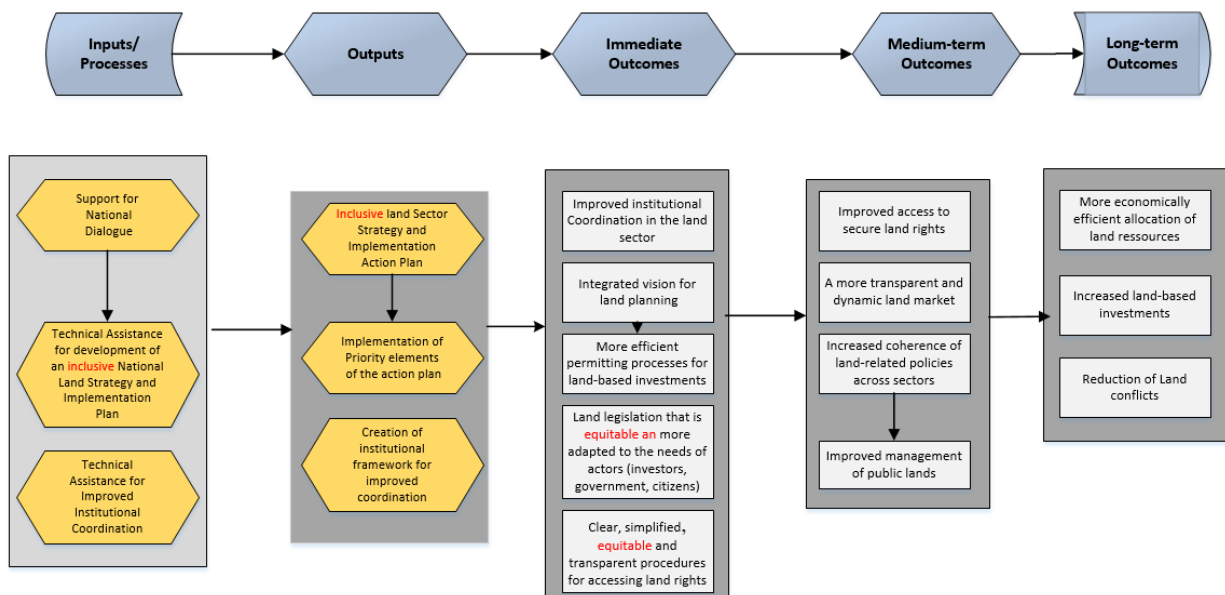 Inputs/
Processes
Outputs
Immediate
Outcomes
Medium-term
Outcomes
Long-term
Outcomes
Support for
National
Dialogue
Technical Assistance
for development of
an inclusive National
Land Strategy and
Implementation
Plan
Technical
Assistance for
Improved
Institutional
Coordination
Inclusive land Sector
Strategy and
Implementation
Action Plan
Implementation of
Priority elements
of the action plan
Creation of
institutional
framework for
improved
coordination
Improved institutional
Coordination in the land
sector
Integrated vision for
land planning
More efficient
permitting processes for
land-based investments
Land legislation that is
equitable an more
adapted to the needs of
actors (investors,
government, citizens)
Clear, simplified,
equitable and
transparent procedures
for accessing land rights
Improved access to
secure land rights
A more transparent and
dynamic land market
Increased coherence of
land-related policies
across sectors
Improved management
of public lands
More economically
efficient allocation of
land ressources
Increased land-based
investments
Reduction of Land
conflicts